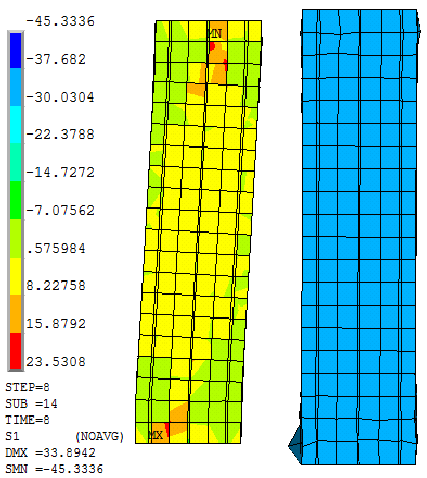 -45.3336
-37.682
-30.0304
-22.3788
-14.7272
-7.07562
.575984
8.22758
15.8792
23.5308
STEP=8
SUB =14
TIME=8
S1 (NOAVG)
DMX =33.8942
SMN =-45.3336
MN
MX